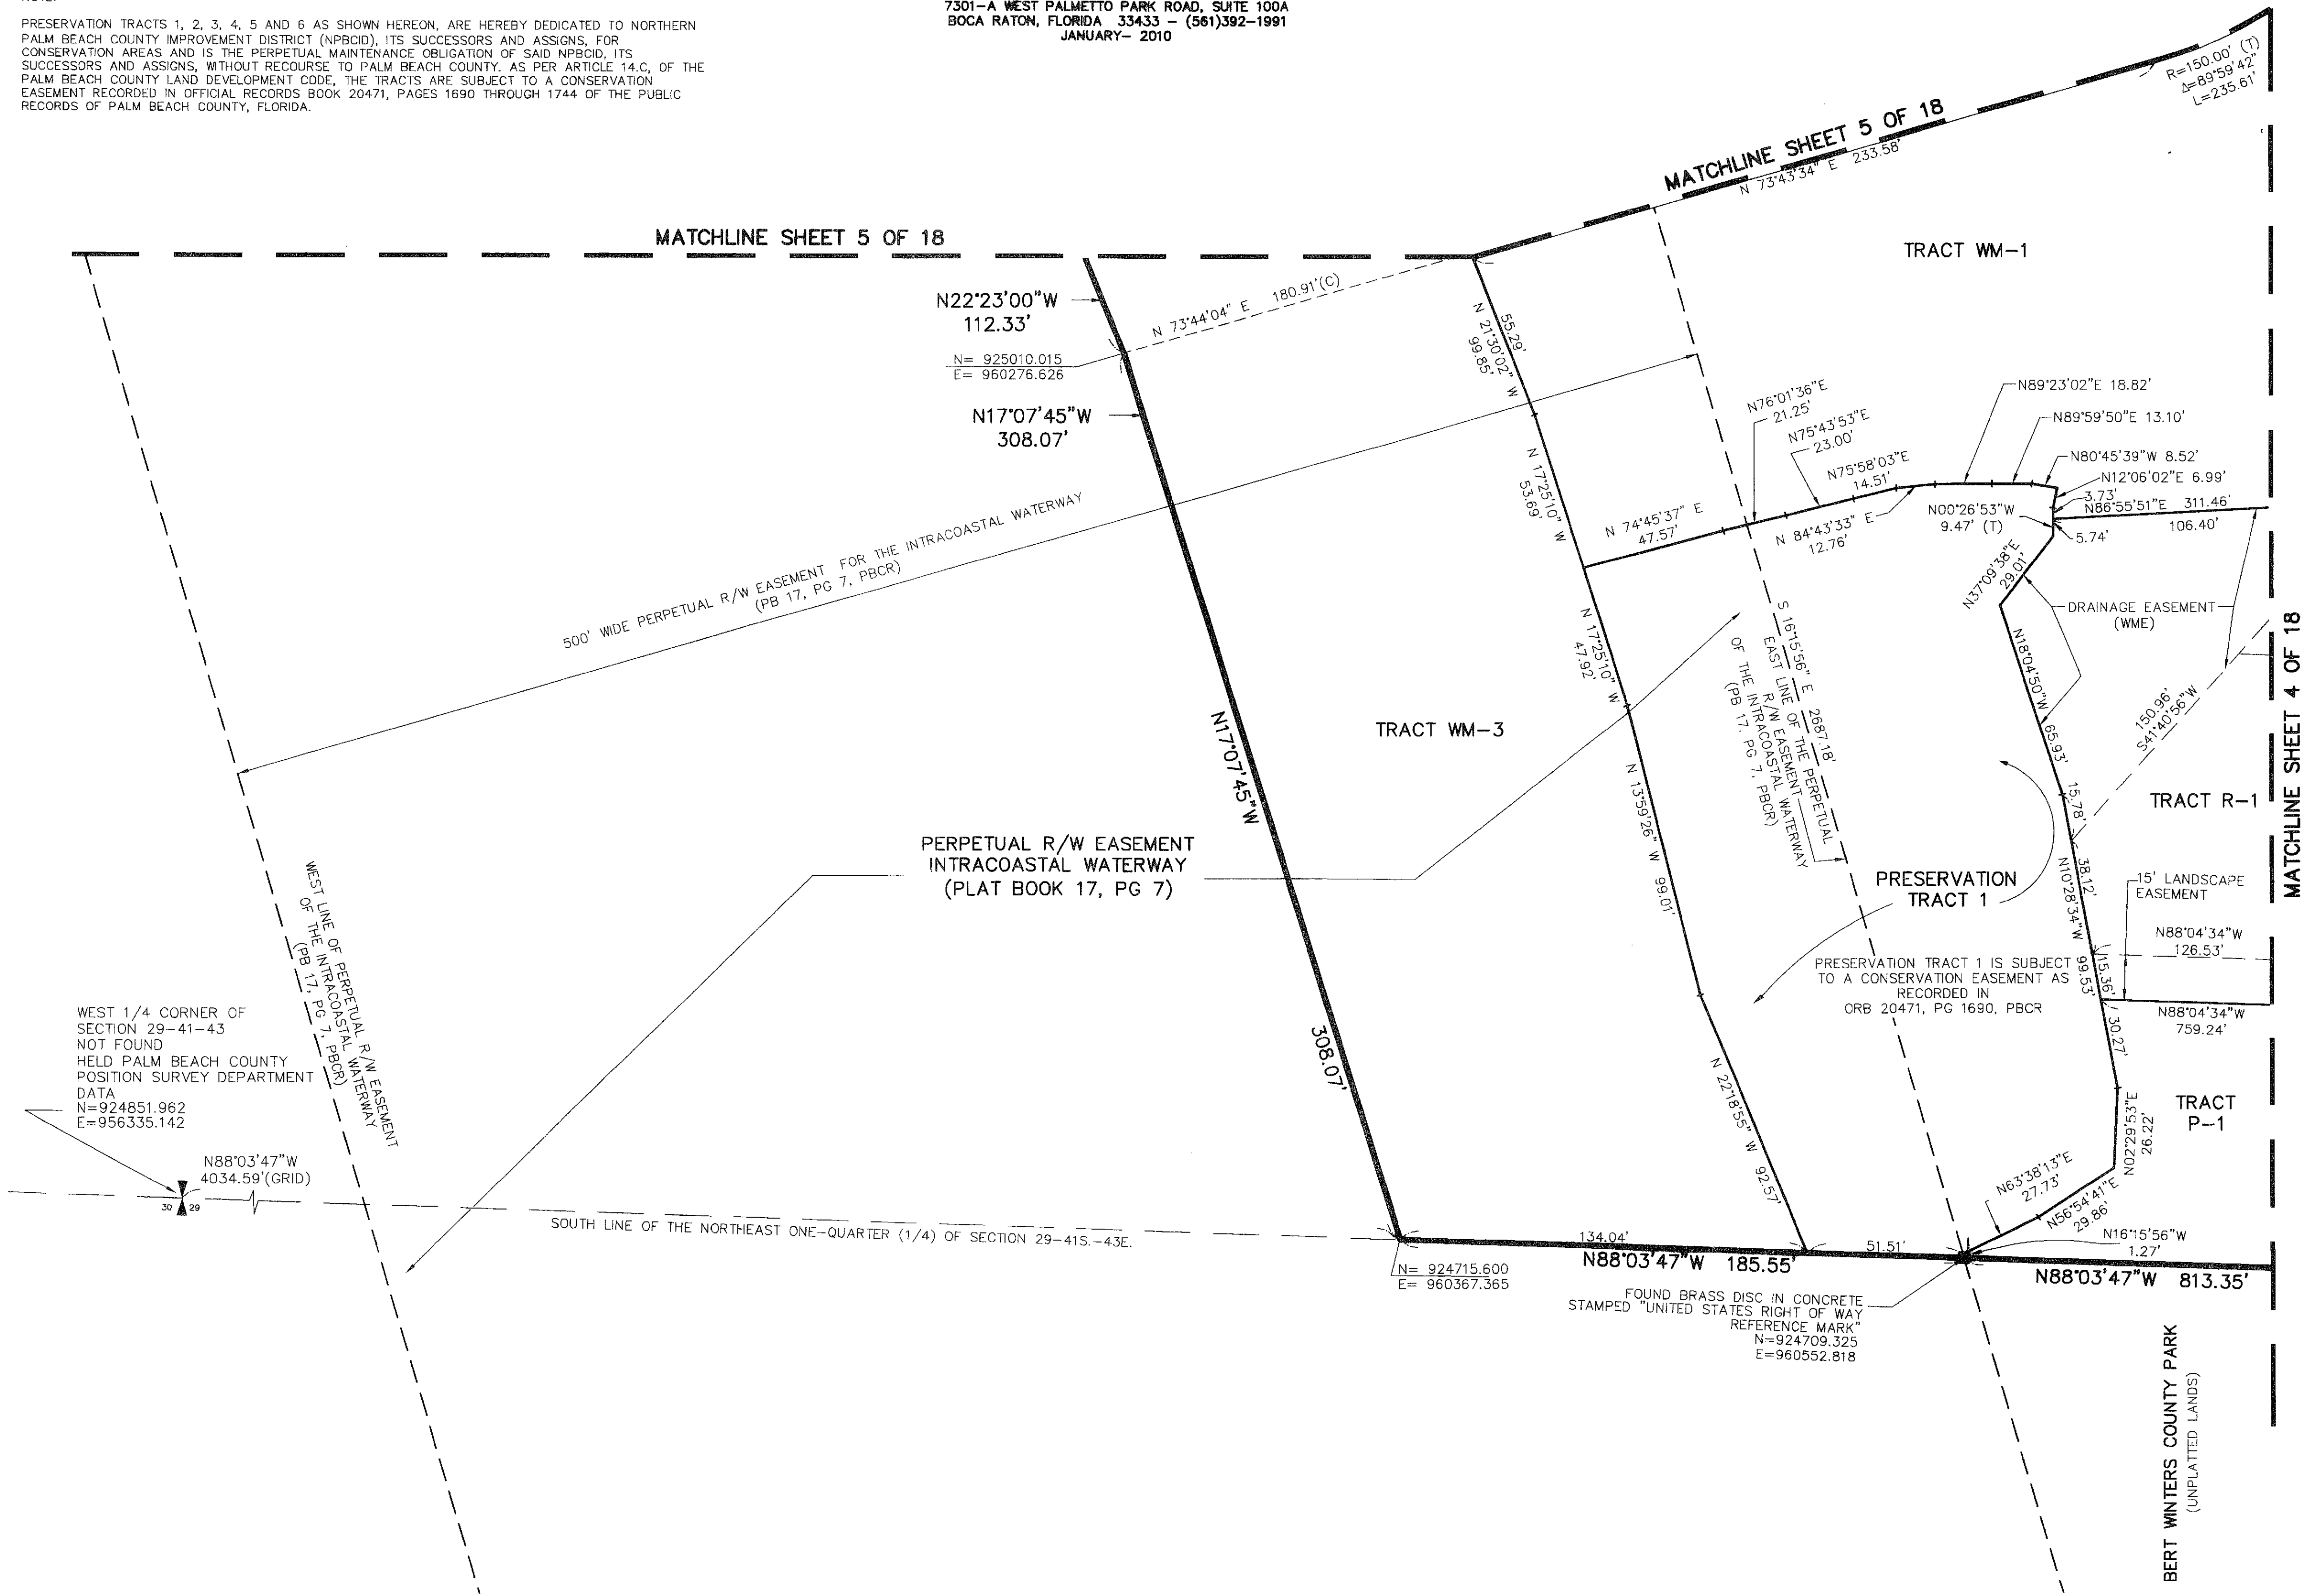 PRESERVATION TRACTS 1, 2, 3, 4, 5 AND 6 AS SHOWN HEREON, ARE HEREBY DEDICATED TO NORTHERN
PALM BEACH COUNTY IMPROVEMENT DISTRICT (NPBCID), ITS SUCCESSORS AND ASSIGNS, FOR
CONSERVATION AREAS AND IS THE PERPETUAL MAINTENANCE OBLIGATION OF SAID NPBCID, ITS
SUCCESSORS AND ASSIGNS, WITHOUT RECOURSE TO PALM BEACH COUNTY. AS PER ARTICLE 14.C, OF THE
PALM BEACH COUNTY LAND DEVELOPMENT CODE, THE TRACTS ARE SUBJECT TO A CONSERVATION
EASEMENT RECORDED IN OFFICIAL RECORDS BOOK 20471, PAGES 1690 THROUGH 1744 OF THE PUBLIC
RECORDS OF PALM BEACH COUNTY, FLORIDA.
7301-A WEST PALMETTO PARK ROAD, SUITE 100A
BOCA RATON, FLORIDA 33433 - (561)392-1991
JANUARY- 2010
R=150.00' (T)
Δ=89°59'42"
L=235.61'
MATCHLINE SHEET 5 OF 18
N 73°43'34" E 233.58'
MATCHLINE SHEET 5 OF 18
TRACT WM-1
N22°23'00"W
112.33'
N 73°44'04" E 180.91'(C)
N= 925010.015
E= 960276.626
N17°07'45"W
308.07'
55.29'
N 21°30'02" W
99.85'
N 17°25'10" W
53.69'
N76°01'36"E
21.25'
N75°43'53"E
23.00'
N75°58'03"E
14.51'
N 74°45'37" E
47.57'
N 84°43'33" E
12.76'
N89°23'02"E 18.82'
N89°59'50"E 13.10'
N80°45'39"W 8.52'
N12°06'02"E 6.99'
3.73'
N86°55'51"E 311.46'
106.40'
N00°26'53"W
9.47' (T)
5.74'
N37°09'38"E
29.01'
DRAINAGE EASEMENT
(WME)
500' WIDE PERPETUAL R/W EASEMENT FOR THE INTRACOASTAL WATERWAY
(PB 17, PG 7, PBCR)
N 17°25'10" W
47.92'
S 16°15'56" E 2687.18'
EAST LINE OF THE PERPETUAL
R/W EASEMENT
OF THE INTRACOASTAL WATERWAY
(PB 17, PG 7, PBCR)
N18°04'50"W 65.93'
150.96'
S41°40'56"W
MATCHLINE SHEET 4 OF 18
TRACT WM-3
N17°07'45"W
308.07'
N 13°59'26" W 99.01'
15.78'
TRACT R-1
PERPETUAL R/W EASEMENT
INTRACOASTAL WATERWAY
(PLAT BOOK 17, PG 7)
PRESERVATION
TRACT 1
38.12'
N10°28'34"W 99.53'
15' LANDSCAPE
EASEMENT
N88°04'34"W
126.53'
15.36'
PRESERVATION TRACT 1 IS SUBJECT
TO A CONSERVATION EASEMENT AS
RECORDED IN
ORB 20471, PG 1690, PBCR
N88°04'34"W
759.24'
30.27'
WEST LINE OF PERPETUAL R/W EASEMENT
OF THE INTRACOASTAL WATERWAY
(PB 17, PG 7, PBCR)
WEST 1/4 CORNER OF
SECTION 29-41-43
NOT FOUND
HELD PALM BEACH COUNTY
POSITION SURVEY DEPARTMENT
DATA
N=924851.962
E=956335.142
N88°03'47"W
4034.59'(GRID)
30 29
SOUTH LINE OF THE NORTHEAST ONE-QUARTER (1/4) OF SECTION 29-41S.-43E.
N 22°18'55" W 92.57'
TRACT
P-1
N02°29'53"E
26.22'
N63°38'13"E
27.73'
N56°54'41"E
29.86'
N16°15'56"W
1.27'
134.04'
51.51'
N88°03'47"W 185.55'
N88°03'47"W 813.35'
N= 924715.600
E= 960367.365
FOUND BRASS DISC IN CONCRETE
STAMPED "UNITED STATES RIGHT OF WAY
REFERENCE MARK"
N=924709.325
E=960552.818
BERT WINTERS COUNTY PARK
(UNPLATTED LANDS)